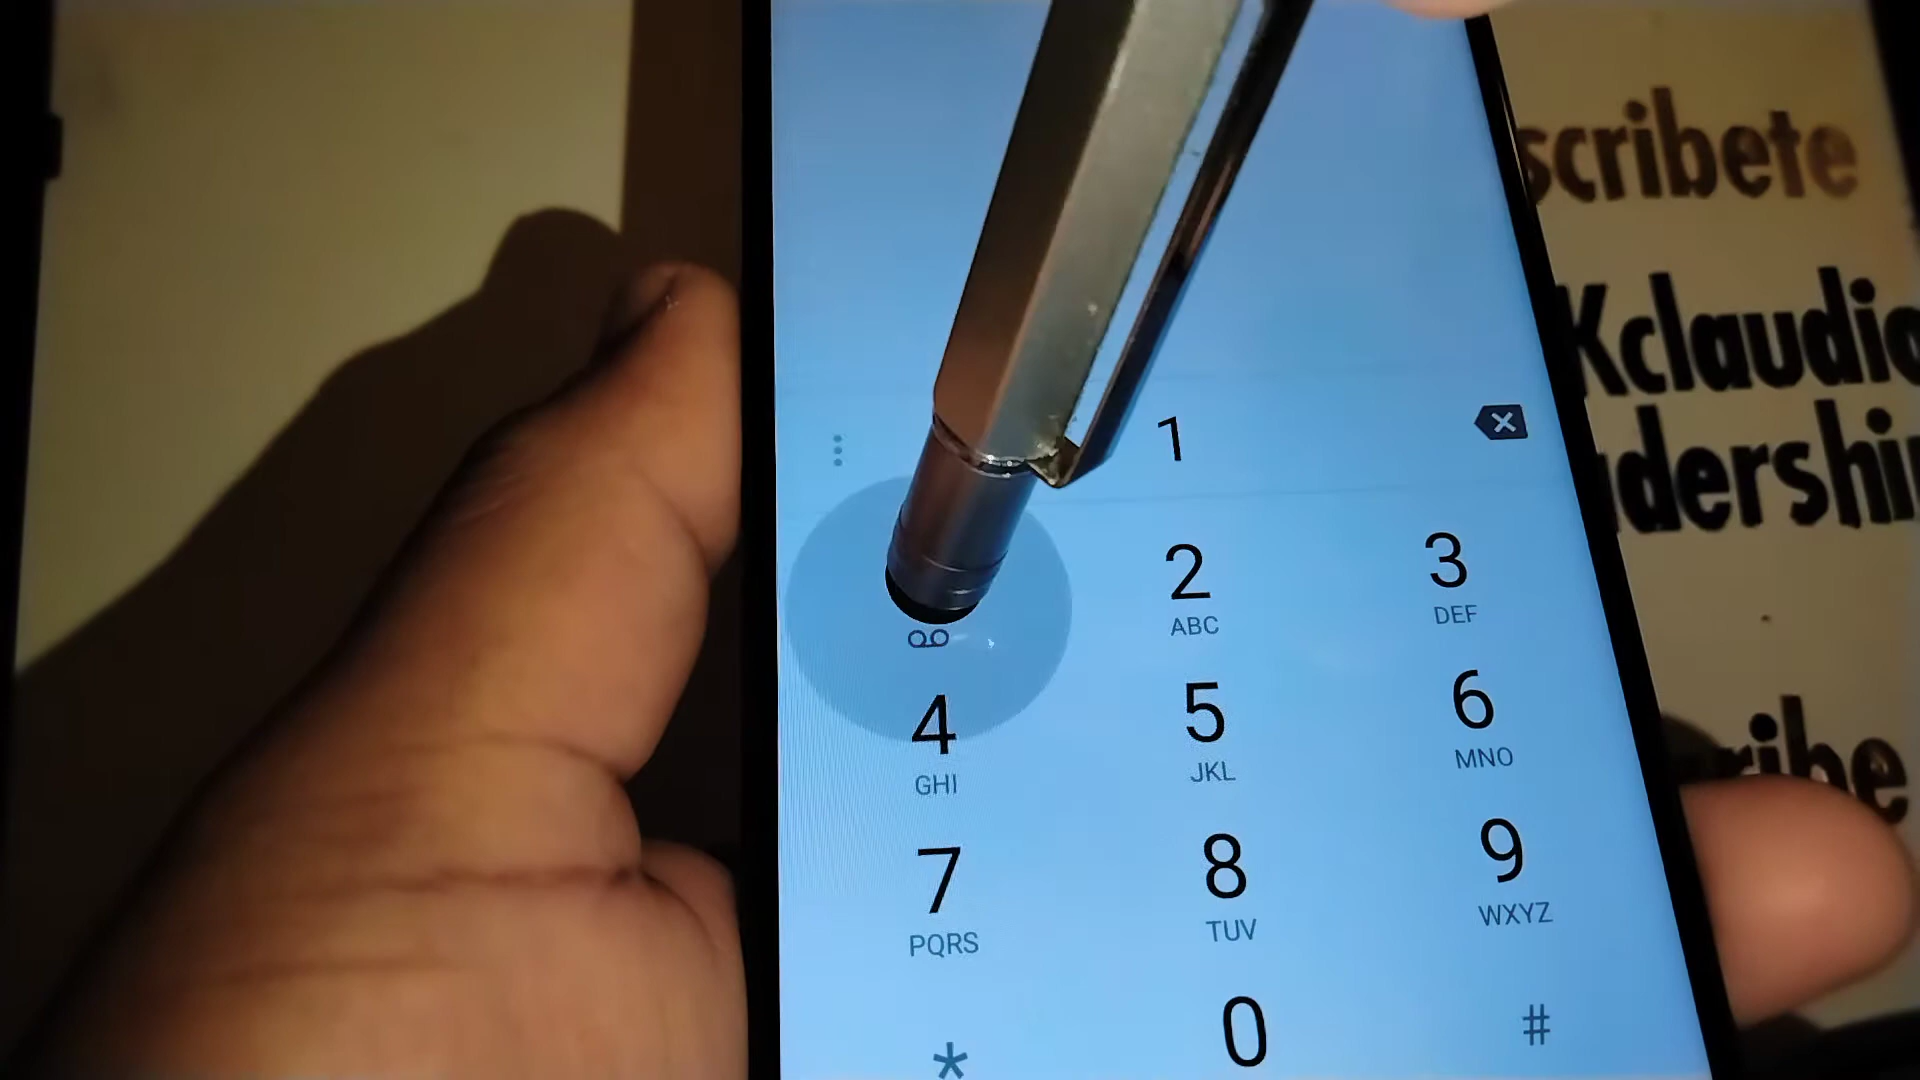 1
2
ABC
3
DEF
4
GHI
5
JKL
6
MNO
7
PQRS
8
TUV
9
WXYZ
*
0
#
scribete
Kclaudio
dershi
ribe